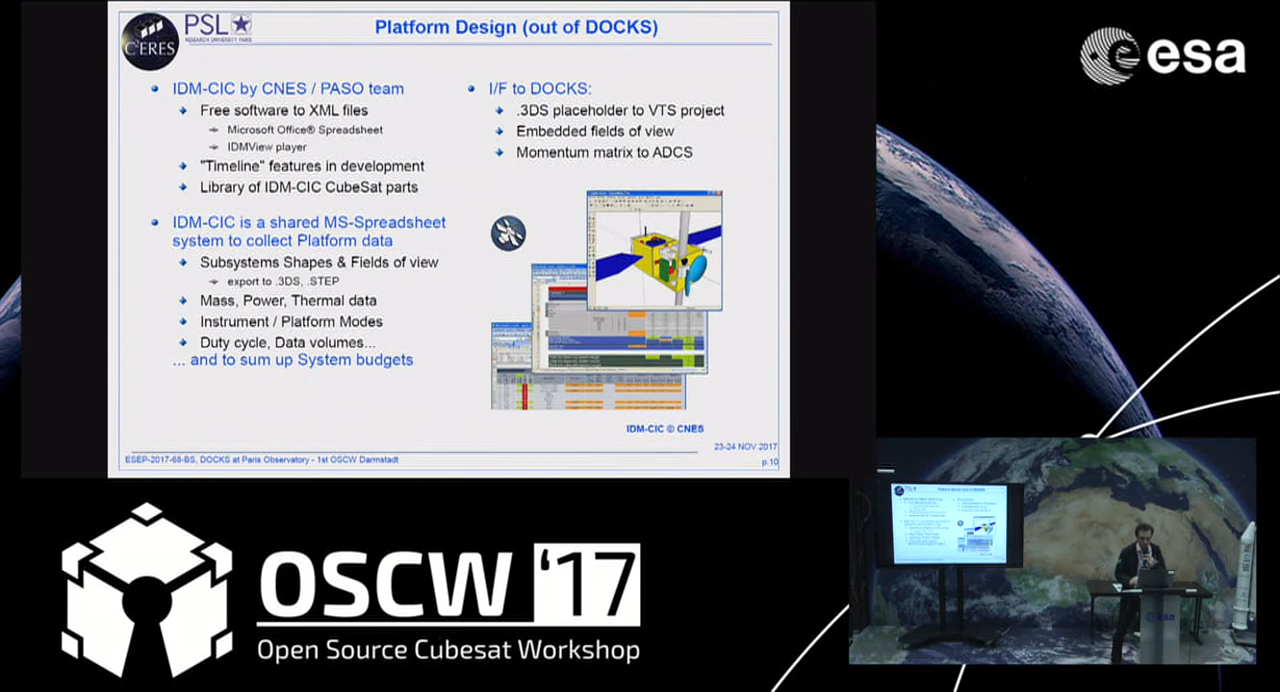 C²ERES
PSL
RESEARCH UNIVERSITY PARIS
Platform Design (out of DOCKS)
IDM-CIC by CNES / PASO team
Free software to XML files
Microsoft Office® Spreadsheet
IDMView player
"Timeline" features in development
Library of IDM-CIC CubeSat parts
IDM-CIC is a shared MS-Spreadsheet
system to collect Platform data
Subsystems Shapes & Fields of view
export to .3DS, .STEP
Mass, Power, Thermal data
Instrument / Platform Modes
Duty cycle, Data volumes...
... and to sum up System budgets
I/F to DOCKS:
.3DS placeholder to VTS project
Embedded fields of view
Momentum matrix to ADCS
IDM-CIC © CNES
23-24 NOV 2017
ESEP-2017-68-BS, DOCKS at Paris Observatory - 1st OSCW Darmstadt
p.10
esa
OSCW '17
Open Source Cubesat Workshop
esa